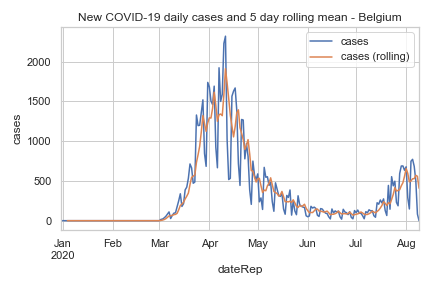 New COVID-19 daily cases and 5 day rolling mean - Belgium
cases
cases (rolling)
cases
2000
1500
1000
500
0
Jan
2020
Feb
Mar
Apr
May
Jun
Jul
Aug
dateRep